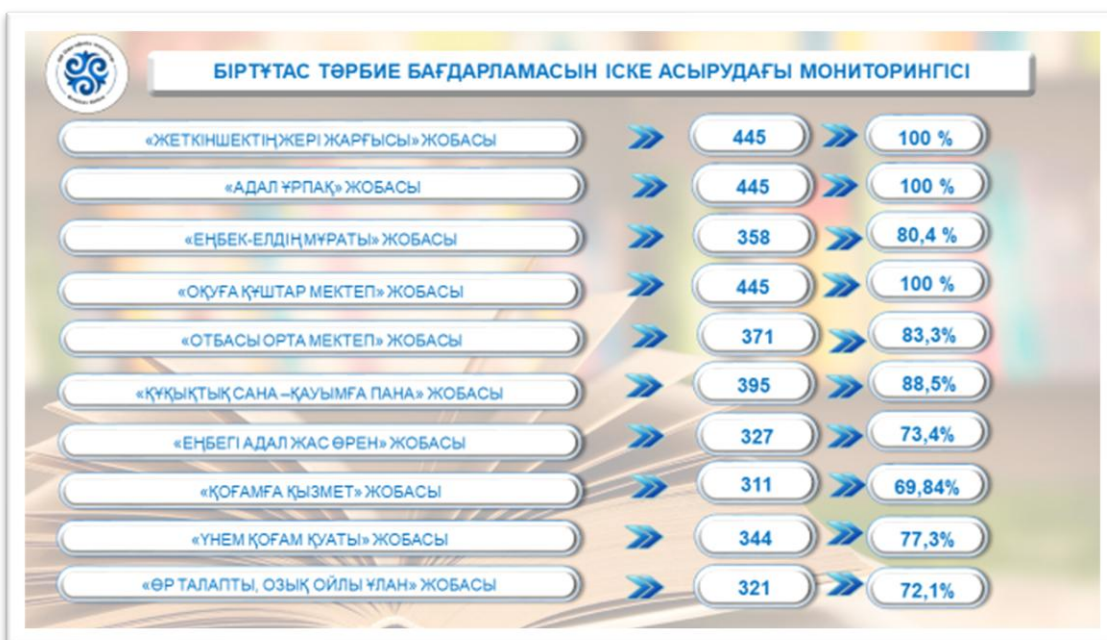 БІРТҰТАС ТӘРБИЕ БАҒДАРЛАМАСЫН ІСКЕ АСЫРУДАҒЫ МОНИТОРИНГІСІ
«ЖЕТКІНШЕКТІҢ ЖЕРІ ЖАРҒЫСЫ» ЖОБАСЫ 445 100 %
«АДАЛ ҰРПАҚ» ЖОБАСЫ 445 100 %
«ЕҢБЕК-ЕЛДІҢ МҰРАТЫ» ЖОБАСЫ 358 80,4 %
«ОҚУҒА ҚҰШТАР МЕКТЕП» ЖОБАСЫ 445 100 %
«ОТБАСЫ ОРТА МЕКТЕП» ЖОБАСЫ 371 83,3%
«ҚҰҚЫҚТЫҚ САНА –ҚАУЫМҒА ПАНА» ЖОБАСЫ 395 88,5%
«ЕҢБЕГІ АДАЛ ЖАС ӨРЕН» ЖОБАСЫ 327 73,4%
«ҚОҒАМҒА ҚЫЗМЕТ» ЖОБАСЫ 311 69,84%
«ҮНЕМ ҚОҒАМ ҚУАТЫ» ЖОБАСЫ 344 77,3%
«ӨР ТАЛАПТЫ, ОЗЫҚ ОЙЛЫ ҰЛАН» ЖОБАСЫ 321 72,1%